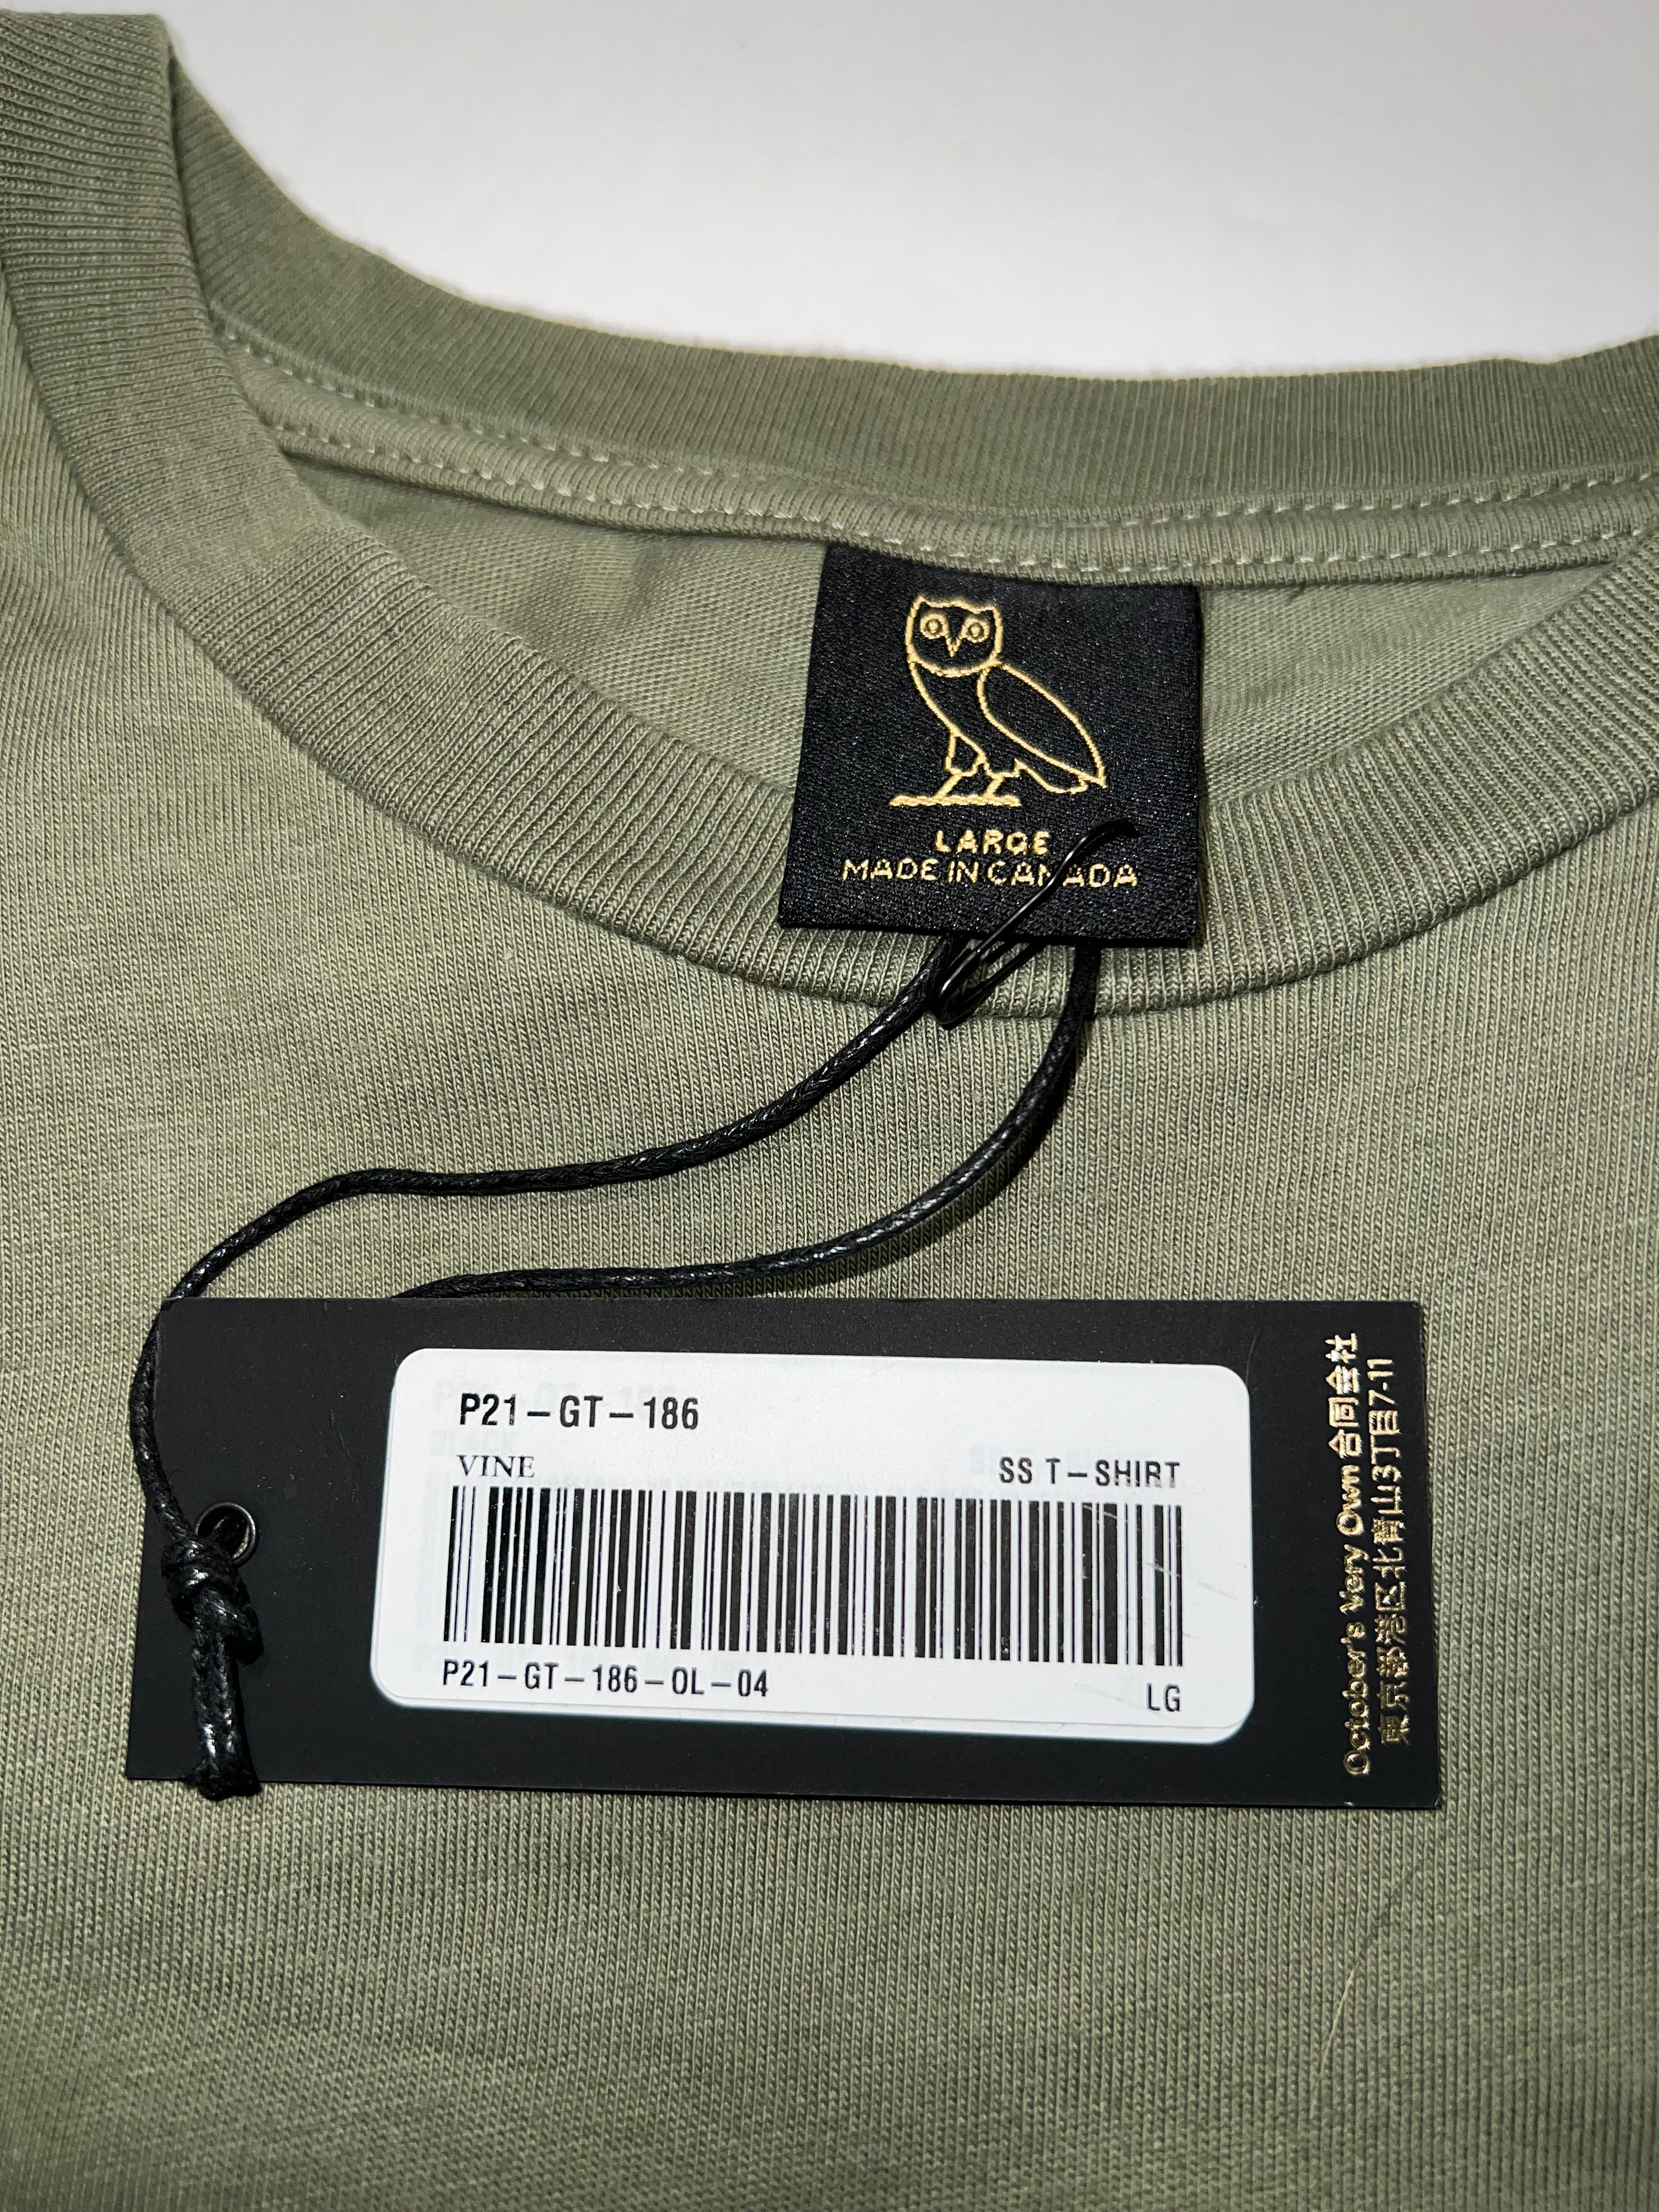 LARGE
MADE IN CANADA
P21-GT-186
VINE
SS T-SHIRT
P21-GT-186-OL-04
LG
October's Very Own 合同会社
東京都港区北青山3丁目7-11